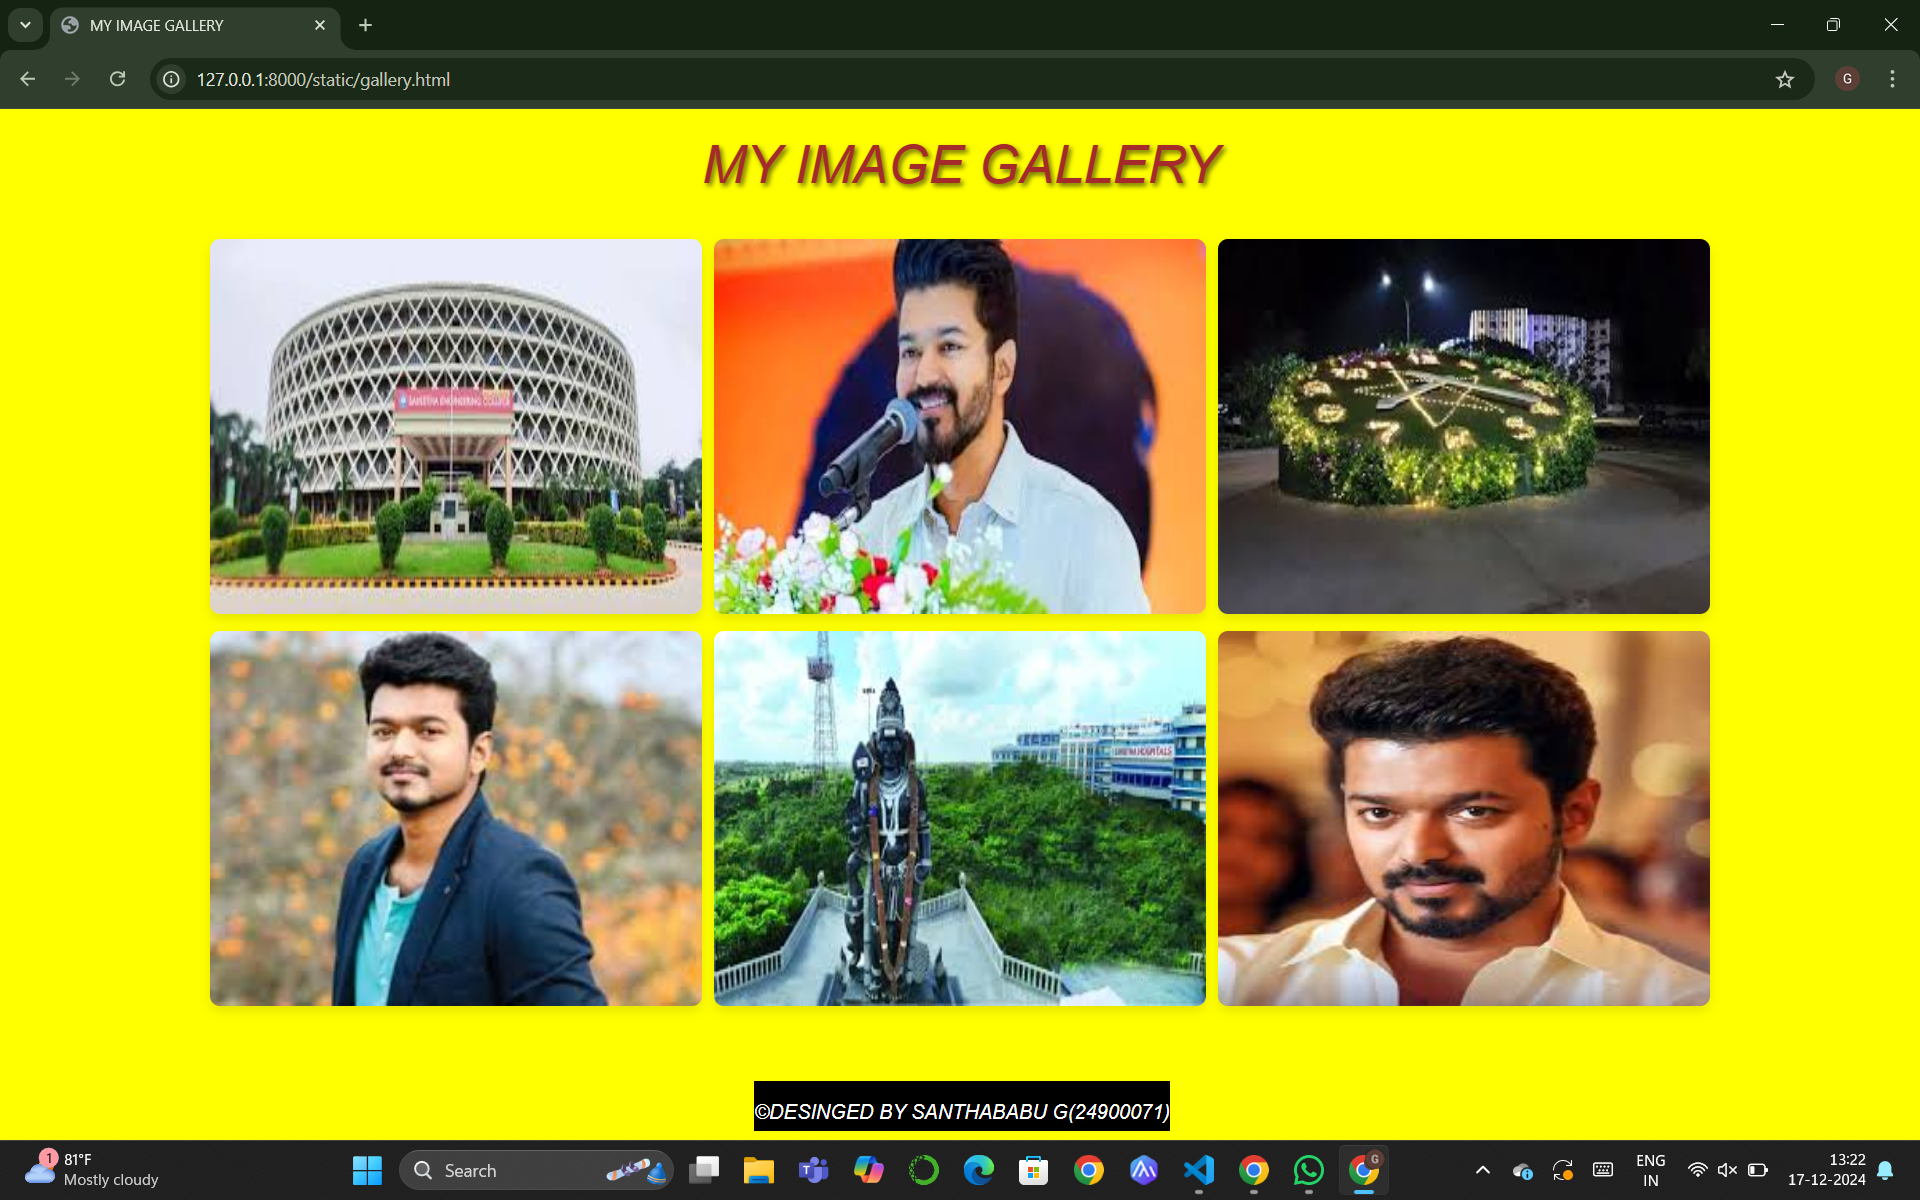 MY IMAGE GALLERY
127.0.0.1:8000/static/gallery.html
G
MY IMAGE GALLERY
SAVEETHA ENGINEERING COLLEGE
SAVEETHA HOSPITALS
©DESINGED BY SANTHABABU G(24900071)
1
81°F
Mostly cloudy
Search
G
ENG
IN
13:22
17-12-2024